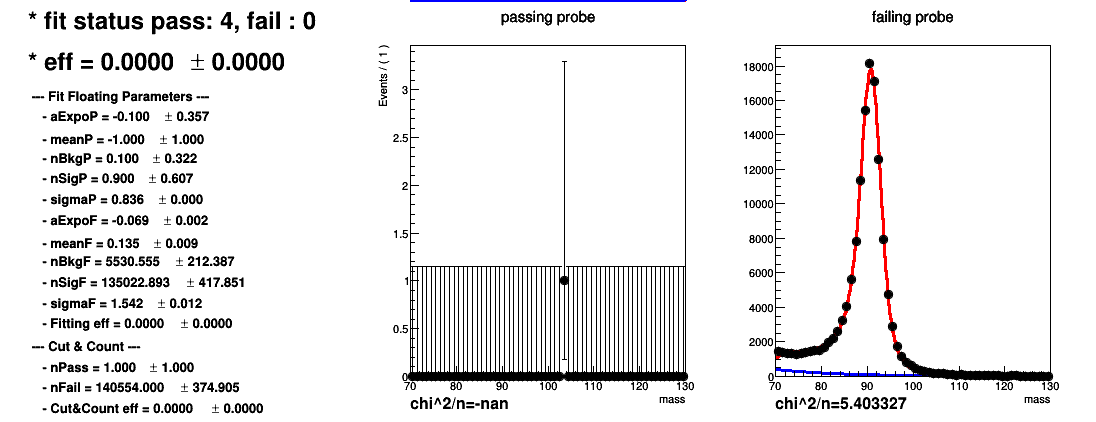 * fit status pass: 4, fail : 0
* eff = 0.0000 ± 0.0000
--- Fit Floating Parameters ---
- aExpoP = -0.100 ± 0.357
- meanP = -1.000 ± 1.000
- nBkgP = 0.100 ± 0.322
- nSigP = 0.900 ± 0.607
- sigmaP = 0.836 ± 0.000
- aExpoF = -0.069 ± 0.002
- meanF = 0.135 ± 0.009
- nBkgF = 5530.555 ± 212.387
- nSigF = 135022.893 ± 417.851
- sigmaF = 1.542 ± 0.012
- Fitting eff = 0.0000 ± 0.0000
--- Cut & Count ---
- nPass = 1.000 ± 1.000
- nFail = 140554.000 ± 374.905
- Cut&Count eff = 0.0000 ± 0.0000
passing probe
Events / ( 1 )
3
2.5
2
1.5
1
0.5
0
70 80 90 100 110 120 130
mass
chi^2/n=-nan
failing probe
18000
16000
14000
12000
10000
8000
6000
4000
2000
0
70 80 90 100 110 120 130
mass
chi^2/n=5.403327